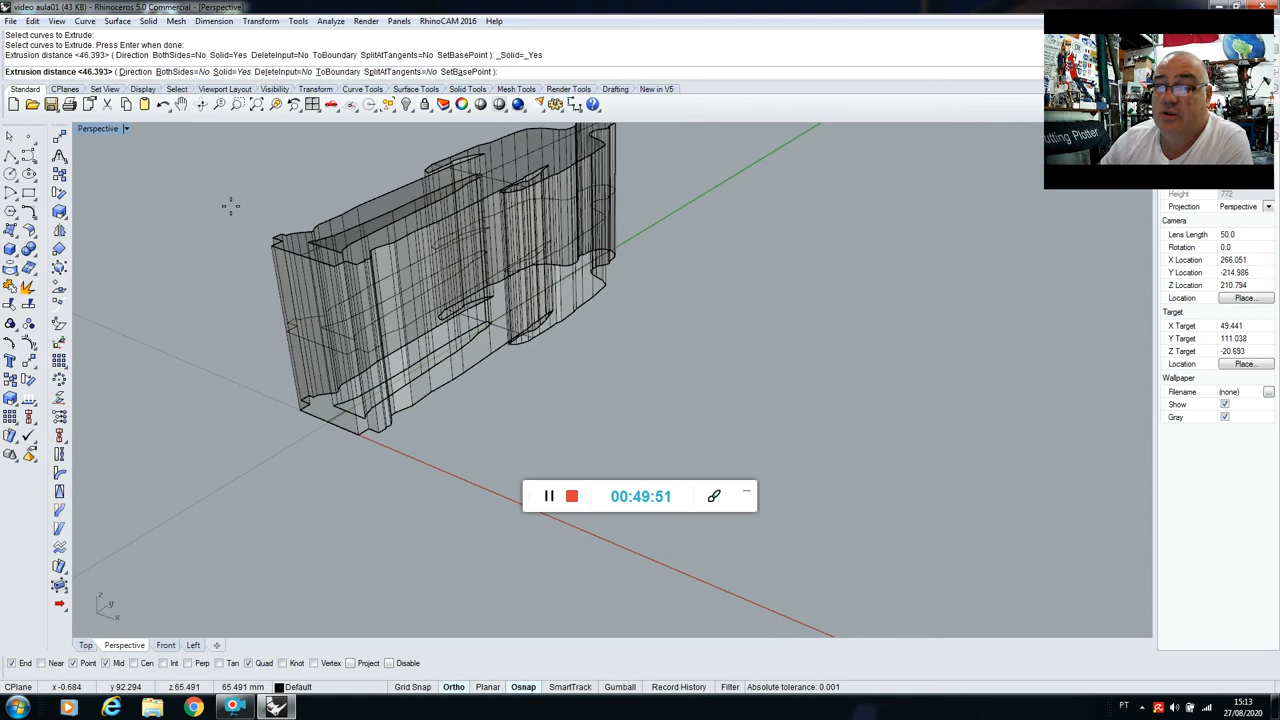 video aula01 (43 KB) - Rhinoceros 5.0 Commercial - [Perspective]
File Edit View Curve Surface Solid Mesh Dimension Transform Tools Analyze Render Panels RhinoCAM 2016 Help
Select curves to Extrude:
Select curves to Extrude. Press Enter when done:
Extrusion distance <46.393> ( Direction BothSides=No Solid=Yes DeleteInput=No ToBoundary SplitAtTangents=No SetBasePoint ): _Solid=_Yes
Extrusion distance <46.393> ( Direction BothSides=No Solid=Yes DeleteInput=No ToBoundary SplitAtTangents=No SetBasePoint ):
Standard CPlanes Set View Display Select Viewport Layout Visibility Transform Curve Tools Surface Tools Solid Tools Mesh Tools Render Tools Drafting New in V5
Perspective
Cutting Plotter
Height 772
Projection Perspective
Camera
Lens Length 50.0
Rotation 0.0
X Location 266.051
Y Location -214.986
Z Location 210.794
Location Place...
Target
X Target 49.441
Y Target 111.038
Z Target -20.693
Location Place...
Wallpaper
Filename (none) ...
Show
Gray
00:49:51
z
y
x
Top Perspective Front Left
End Near Point Mid Cen Int Perp Tan Quad Knot Vertex Project Disable
CPlane x -0.684 y 92.294 z 65.491 65.491 mm Default Grid Snap Ortho Planar Osnap SmartTrack Gumball Record History Filter Absolute tolerance: 0.001
PT 15:13
27/08/2020